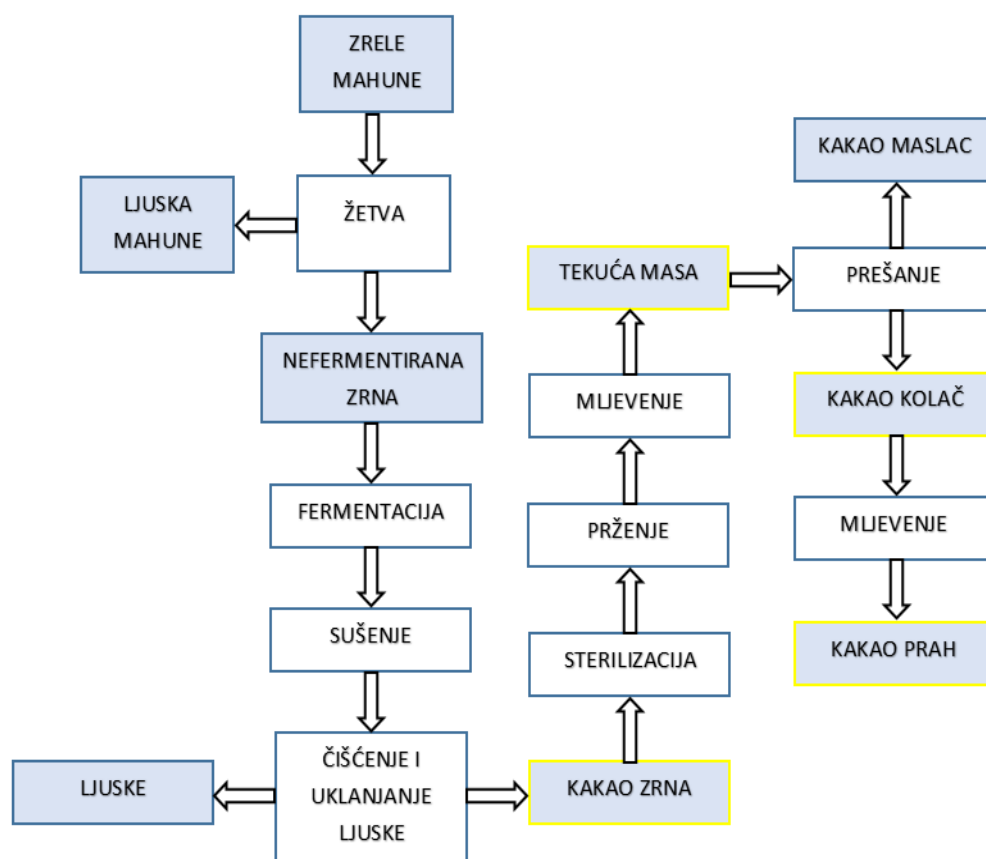 ZRELE
MAHUNE
LJUSKA
MAHUNE
ŽETVA
NEFERMENTIRANA
ZRNA
FERMENTACIJA
SUŠENJE
LJUSKE
ČIŠĆENJE I
UKLANJANJE
LJUSKE
KAKAO ZRNA
STERILIZACIJA
PRŽENJE
MLJEVENJE
TEKUĆA MASA
PREŠANJE
KAKAO MASLAC
KAKAO KOLAČ
MLJEVENJE
KAKAO PRAH